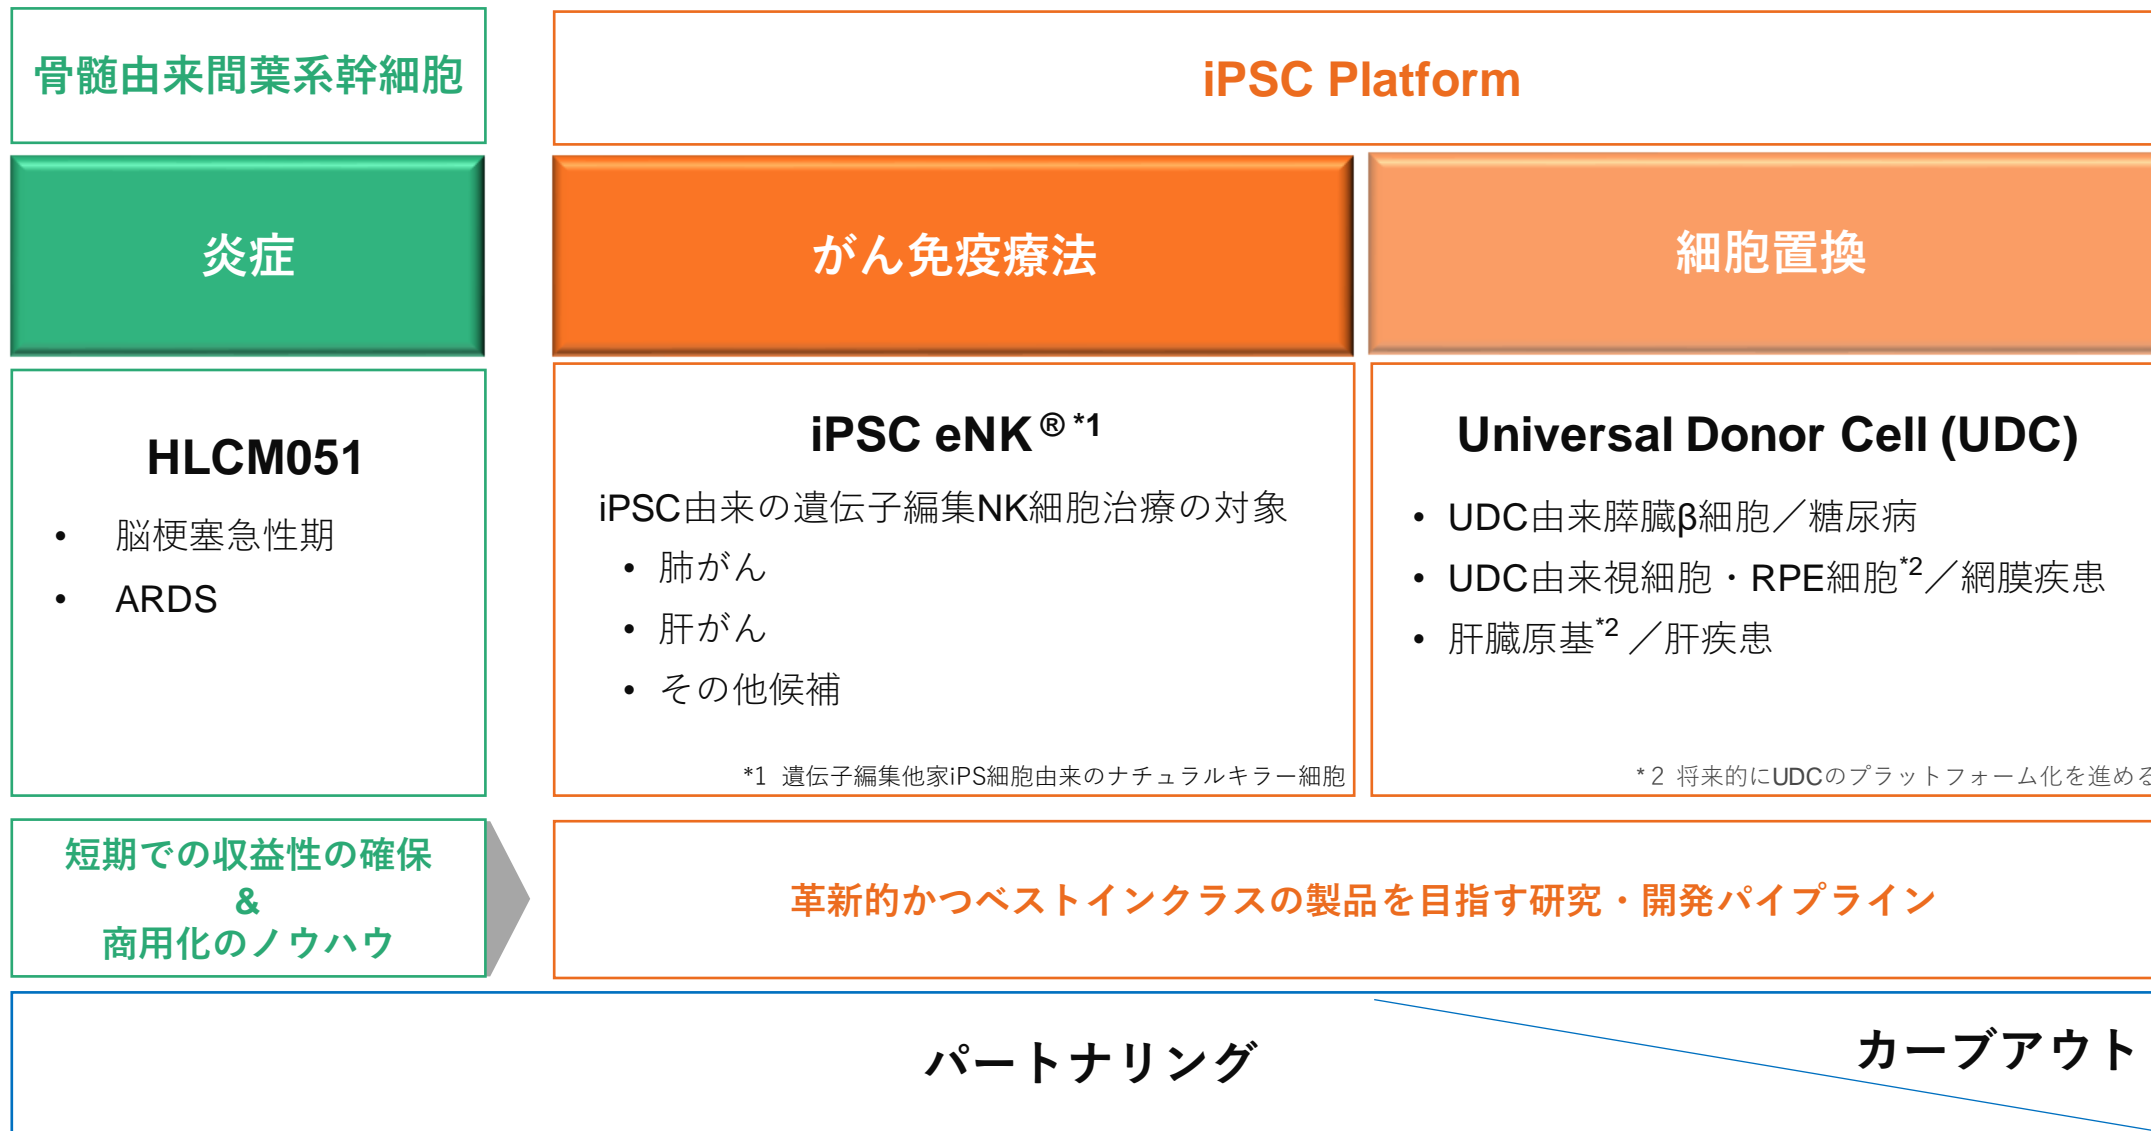 骨髄由来間葉系幹細胞
iPSC Platform
炎症
がん免疫療法
細胞置換
HLCM051
• 脳梗塞急性期
• ARDS
iPSC eNK® *1
iPSC由来の遺伝子編集NK細胞治療の対象
• 肺がん
• 肝がん
• その他候補
*1 遺伝子編集他家iPS細胞由来のナチュラルキラー細胞
Universal Donor Cell (UDC)
• UDC由来膵臓β細胞／糖尿病
• UDC由来視細胞・RPE細胞*2／網膜疾患
• 肝臓原基*2 ／肝疾患
*2 将来的にUDCのプラットフォーム化を進める
短期での収益性の確保
&
商用化のノウハウ
革新的かつベストインクラスの製品を目指す研究・開発パイプライン
パートナリング
カーブアウト